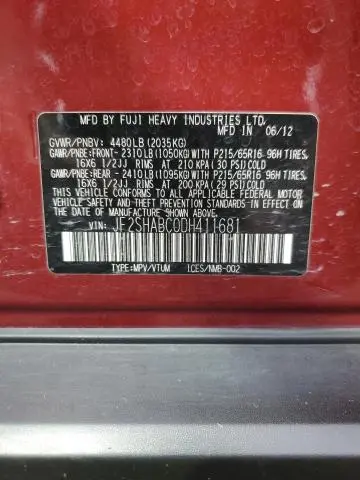 MFD BY FUJI HEAVY INDUSTRIES LTD.
MADE IN JAPAN 06/12
GVWR/PNBV: 4480LB(2035KG)
GAWR/PNBE:FRONT- 2310LB(1050KG)WITH P215/65R16 96H TIRES,
16X6 1/2JJ RIMS, AT 210 KPA(30 PSI)COLD
GAWR/PNBE:REAR - 2410LB(1095KG)WITH P215/65R16 96H TIRES,
16X6 1/2JJ RIMS, AT 200 KPA(29 PSI)COLD
THIS VEHICLE CONFORMS TO ALL APPLICABLE
FEDERAL MOTOR VEHICLE SAFETY STANDARDS
IN EFFECT ON THE DATE OF MANUFACTURE
SHOWN ABOVE.
VIN: JF2SHABC0DH411681
TYPE:MPV/VTUM ICES/NMB-002